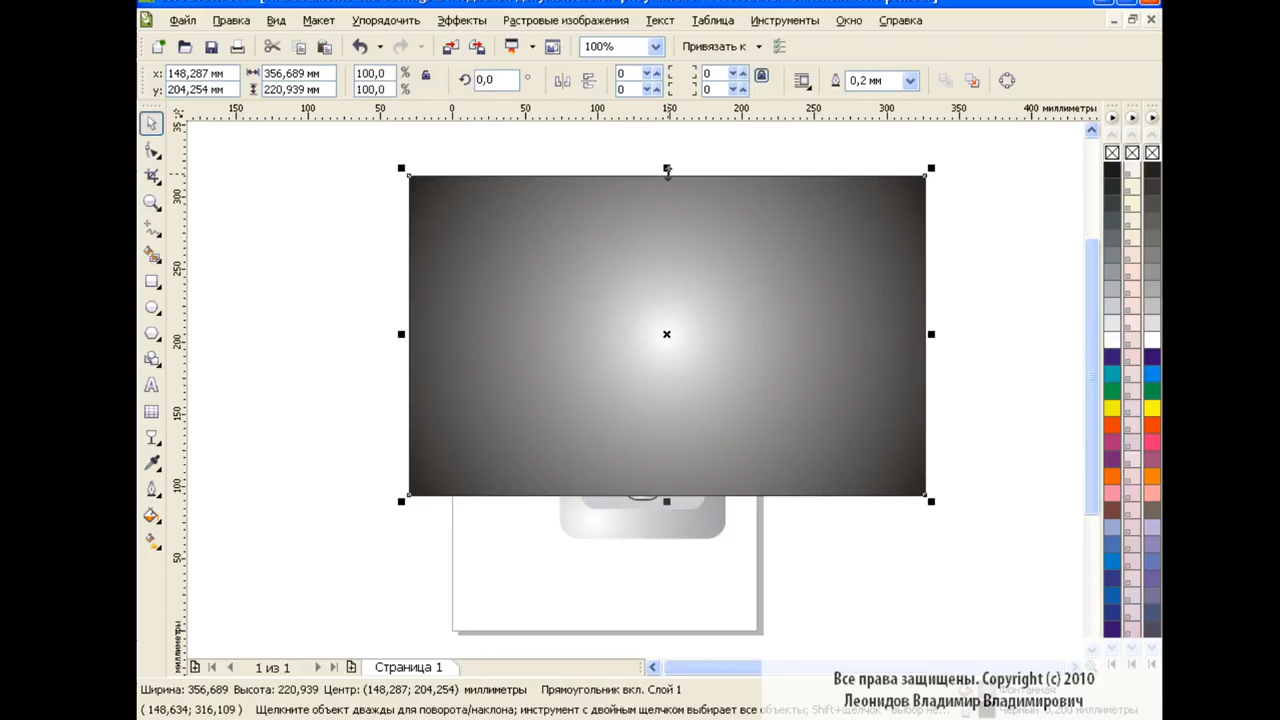 Файл Правка Вид Макет Упорядочить Эффекты Растровые изображения Текст Таблица Инструменты Окно Справка
100% Привязать к
x: 148,287 мм 356,689 мм 100,0 % 0,0 ° 0 0 0,2 мм
y: 204,254 мм 220,939 мм 100,0 % 0 0
150 100 50 0 50 100 150 200 250 300 350 400 миллиметры
300
250
200
150
100
50
миллиметры
1 из 1 Страница 1
Ширина: 356,689 Высота: 220,939 Центр: (148,287; 204,254) миллиметры Прямоугольник вкл. Слой 1
Все права защищены. Copyright (c) 2010
Леонидов Владимир Владимирович
( 148,634; 316,109 ) Щелкните объект дважды для поворота/наклона; инструмент с двойным щелчком выбирает все объекты; Shift+щелчок - выбор не...